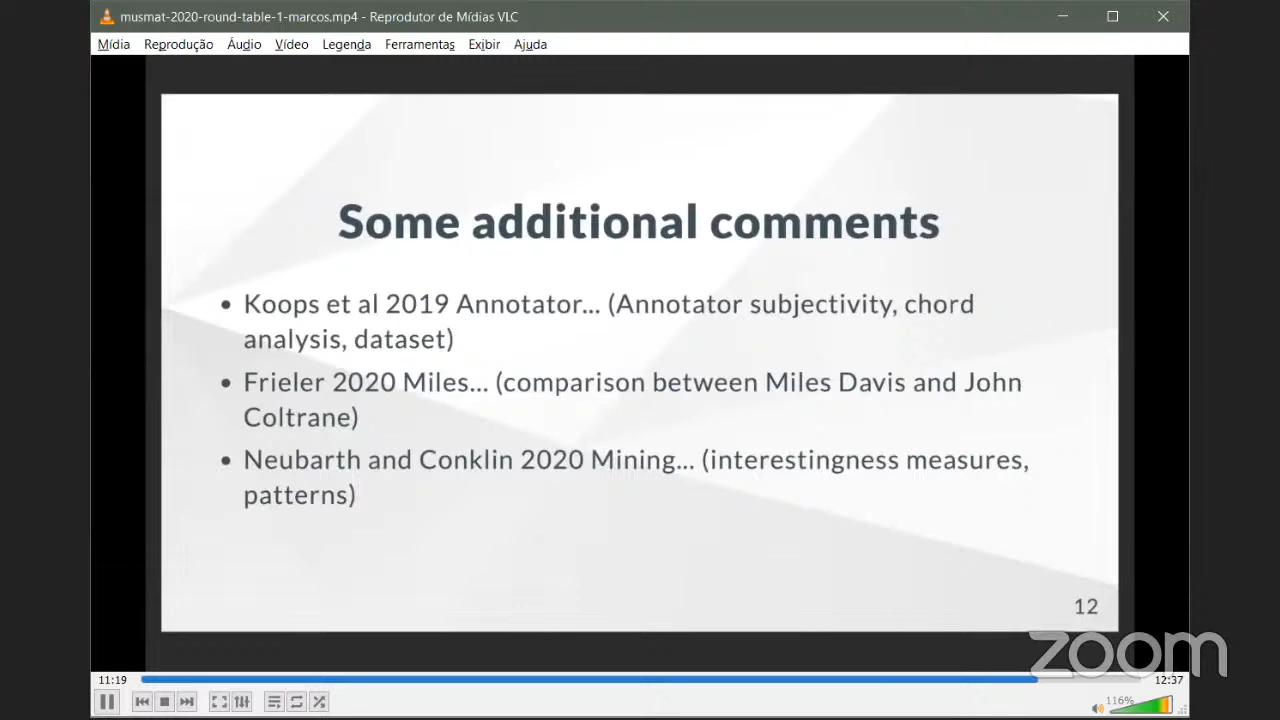 musmat-2020-round-table-1-marcos.mp4 - Reprodutor de Mídias VLC
Mídia Reprodução Áudio Vídeo Legenda Ferramentas Exibir Ajuda
Some additional comments
• Koops et al 2019 Annotator... (Annotator subjectivity, chord
analysis, dataset)
• Frieler 2020 Miles... (comparison between Miles Davis and John
Coltrane)
• Neubarth and Conklin 2020 Mining... (interestingness measures,
patterns)
12
zoom
11:19 12:37
116%